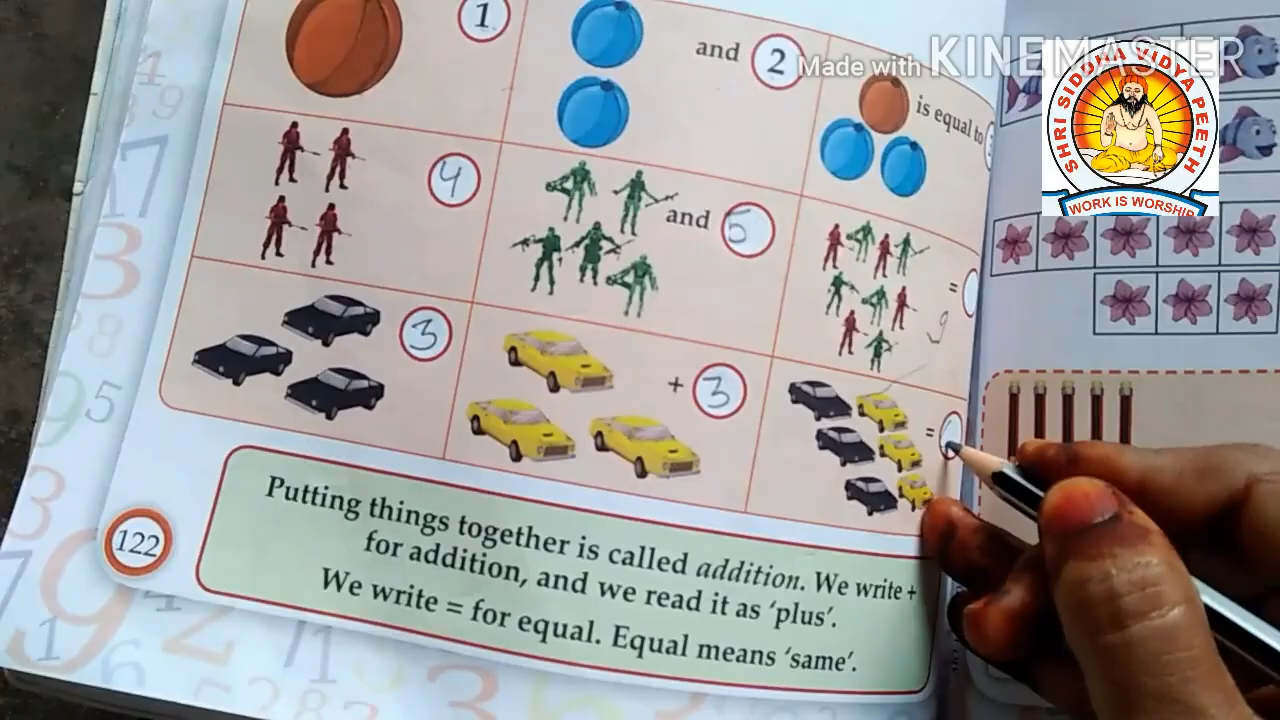 Made with KINEMASTER
SHRI SIDDHA VIDYA PEETH
WORK IS WORSHIP
1
and 2
is equal to
4
and 5
=
9
3
+ 3
=
Putting things together is called addition. We write +
for addition, and we read it as 'plus'.
We write = for equal. Equal means 'same'.
122